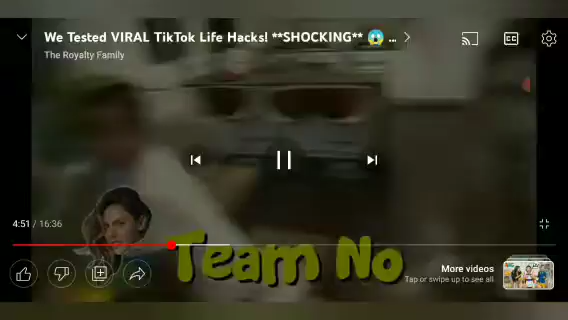 We Tested VIRAL TikTok Life Hacks! **SHOCKING** 😱 ...
The Royalty Family
CC
4:51 / 16:36
Team No
More videos
Tap or swipe up to see all